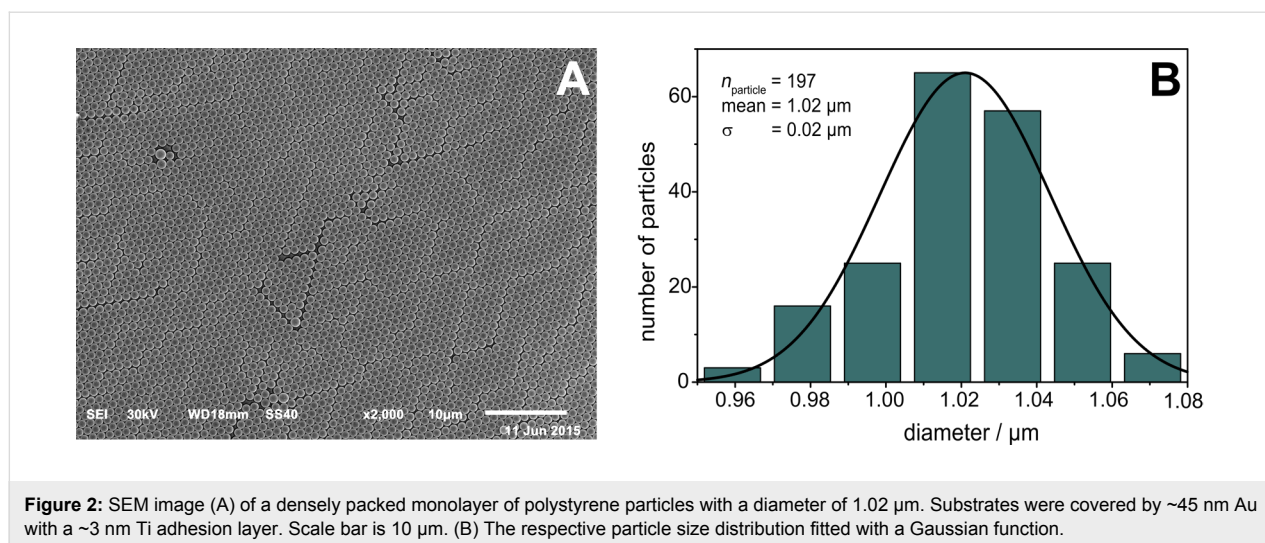 A
SEI 30kV WD18mm SS40 x2,000 10µm
11 Jun 2015
B
n particle = 197
mean = 1.02 µm
σ = 0.02 µm
number of particles
60
40
20
0
0.96 0.98 1.00 1.02 1.04 1.06 1.08
diameter / µm
Figure 2: SEM image (A) of a densely packed monolayer of polystyrene particles with a diameter of 1.02 µm. Substrates were covered by ~45 nm Au
with a ~3 nm Ti adhesion layer. Scale bar is 10 µm. (B) The respective particle size distribution fitted with a Gaussian function.